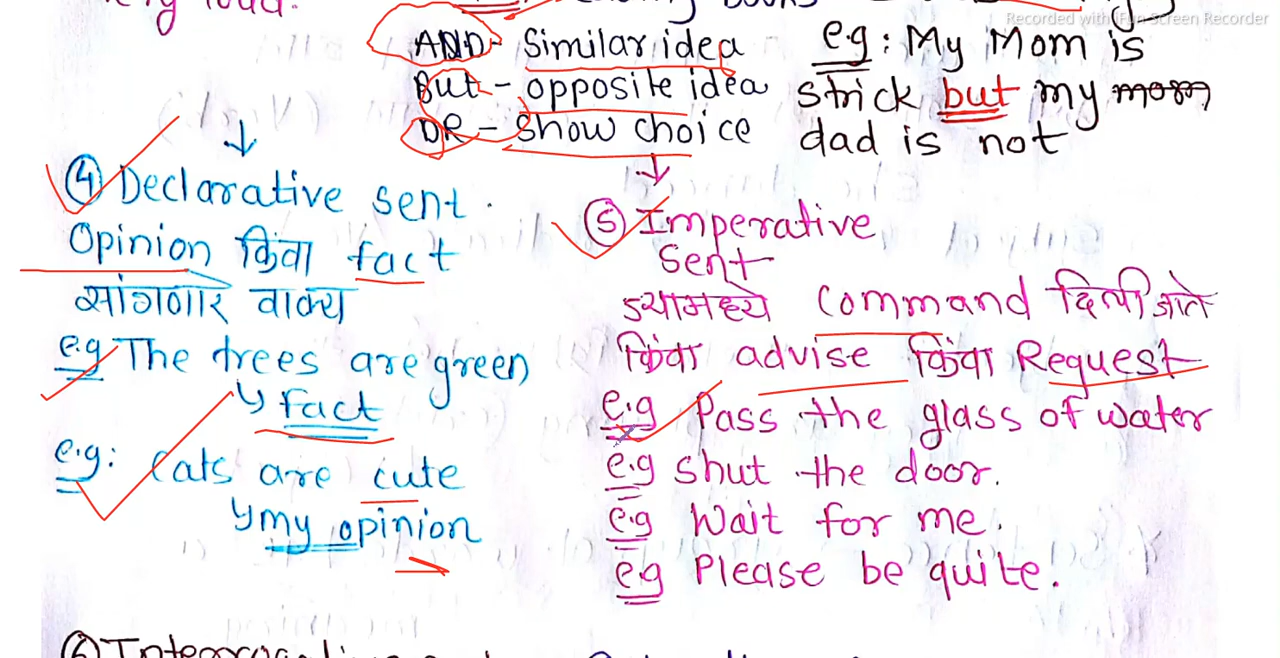 Recorded with iFun Screen Recorder
AND - Similar idea
But - opposite idea
OR - Show choice
e.g: My Mom is
strick but my mom
dad is not
④ Declarative sent.
Opinion किंवा fact
सांगणारे वाक्य
e.g The trees are green
↳ fact
e.g: Cats are cute
↳ my opinion
⑤ Imperative
Sent
ज्यामध्ये command दिली जाते
किंवा advise किंवा Request
e.g Pass the glass of water
e.g Shut the door.
e.g Wait for me.
e.g Please be quite.